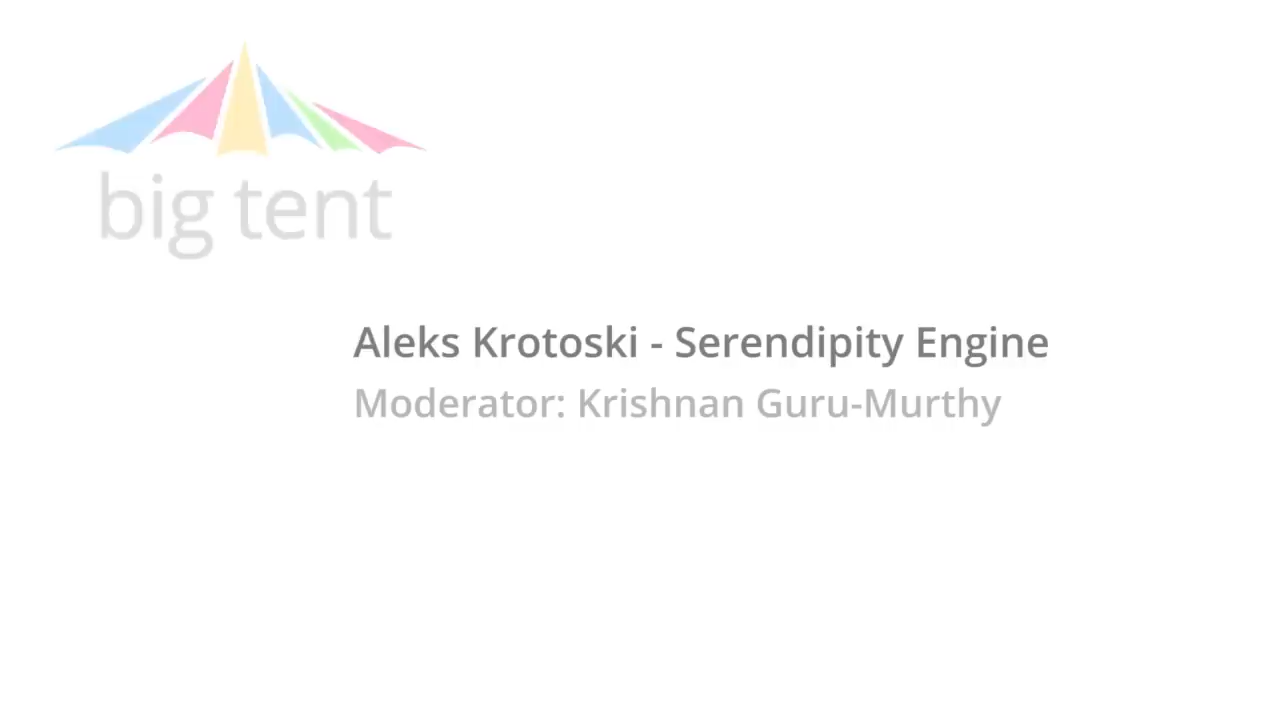 big tent
Aleks Krotoski - Serendipity Engine
Moderator: Krishnan Guru-Murthy